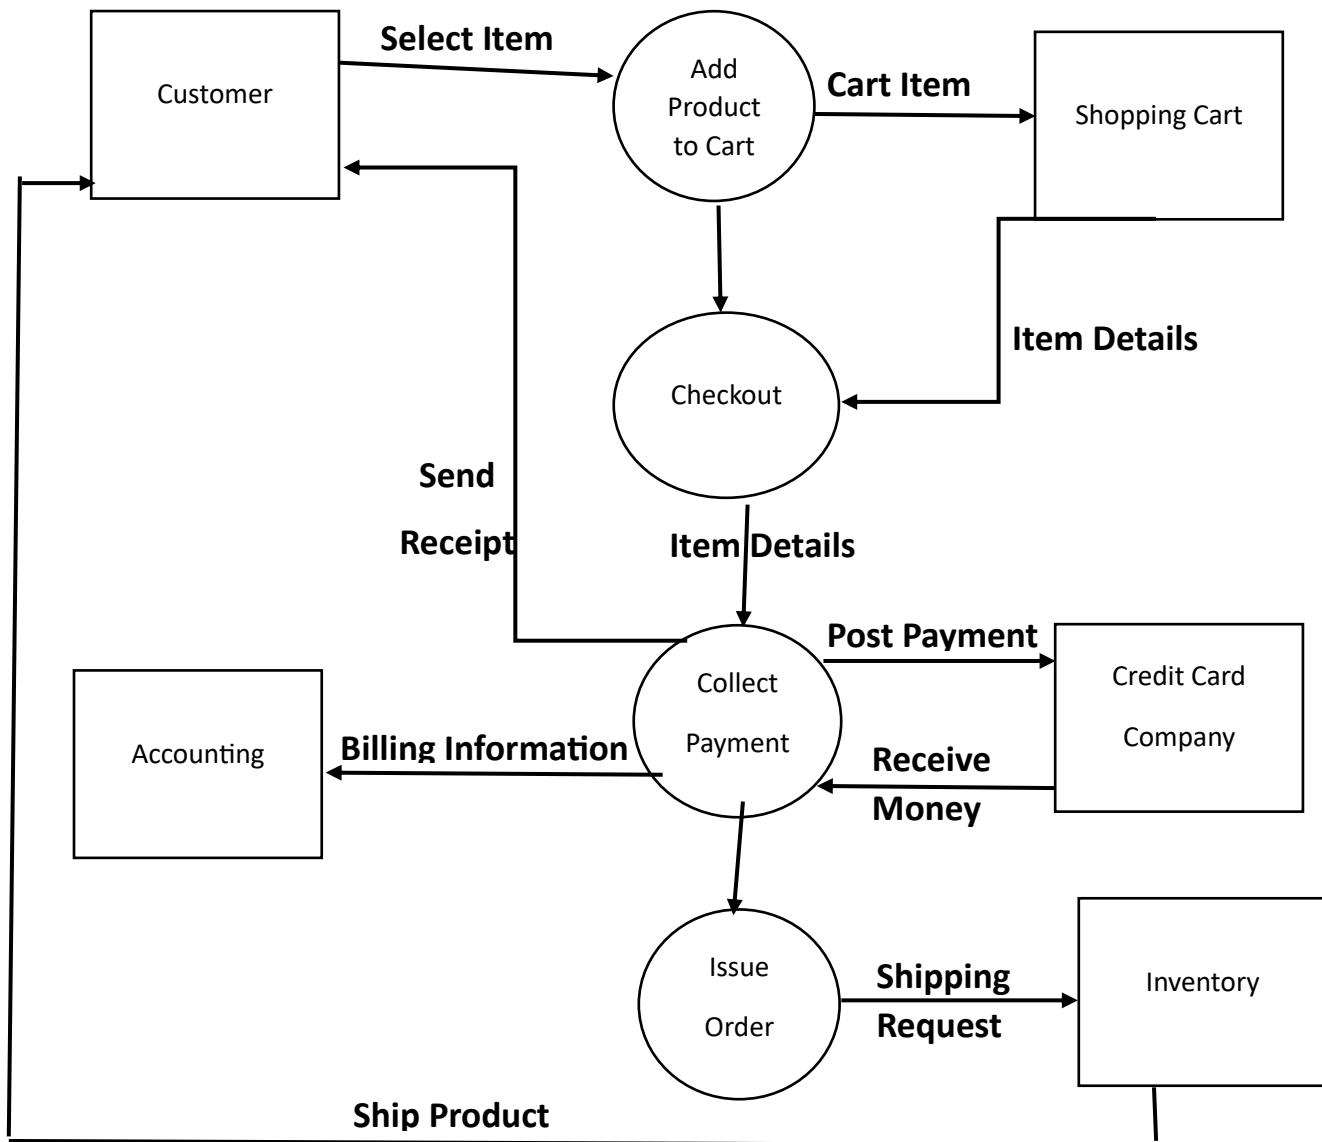 Select Item
Customer
Add
Product
to Cart
Cart Item
Shopping Cart
Item Details
Checkout
Send
Receipt
Item Details
Post Payment
Collect
Payment
Credit Card
Company
Accounting
Billing Information
Receive
Money
Issue
Order
Shipping
Request
Inventory
Ship Product